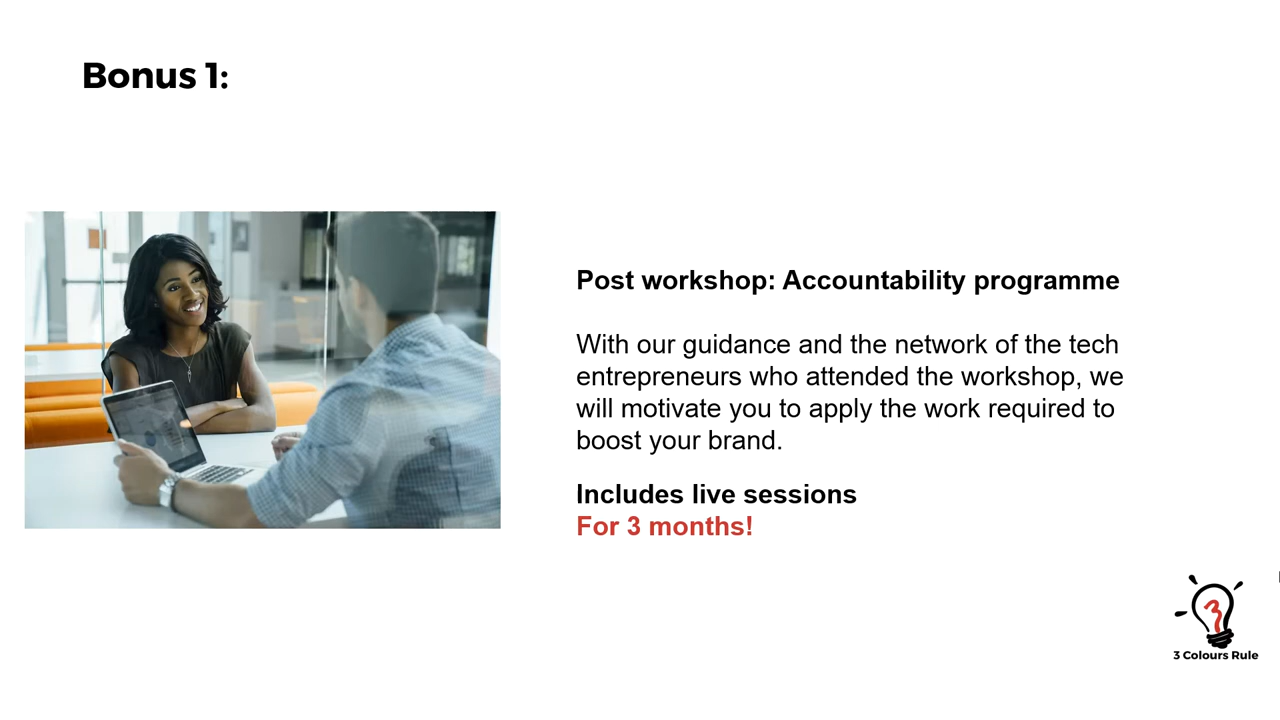 Bonus 1:
Post workshop: Accountability programme
With our guidance and the network of the tech
entrepreneurs who attended the workshop, we
will motivate you to apply the work required to
boost your brand.
Includes live sessions
For 3 months!
3
3 Colours Rule